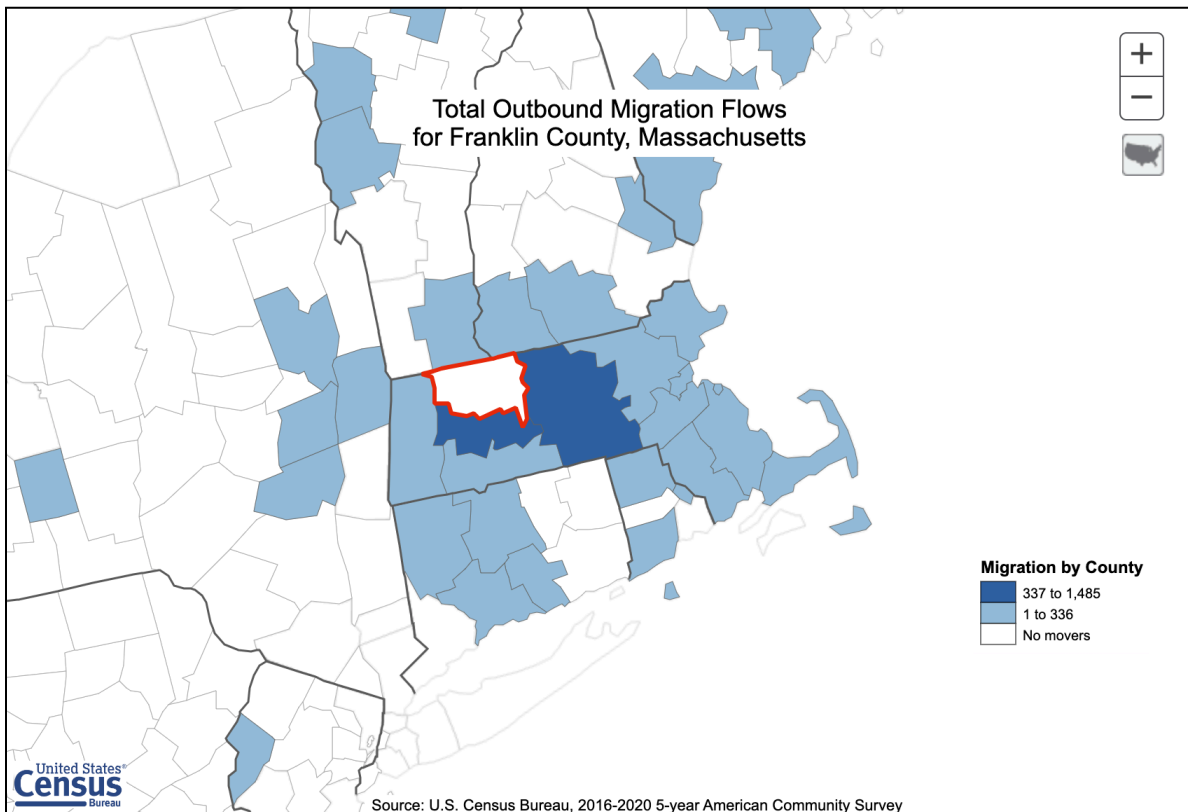 +
−
Total Outbound Migration Flows
for Franklin County, Massachusetts
Migration by County
337 to 1,485
1 to 336
No movers
United States®
Census
Bureau
Source: U.S. Census Bureau, 2016-2020 5-year American Community Survey